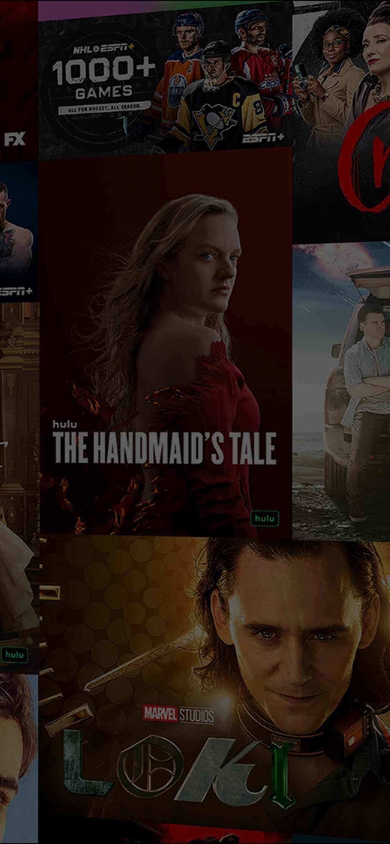 NHL ESPN+
1000+
GAMES
ALL FOR HOCKEY. ALL SEASON.
ESPN+
FX
ESPN+
hulu
THE HANDMAID'S TALE
hulu
hulu
MARVEL STUDIOS
LOKI